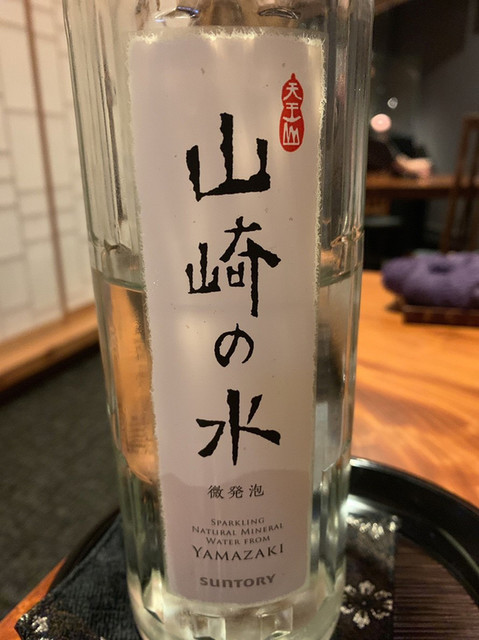 天王山
山崎の水
微発泡
SPARKLING
NATURAL MINERAL
WATER FROM
YAMAZAKI
SUNTORY